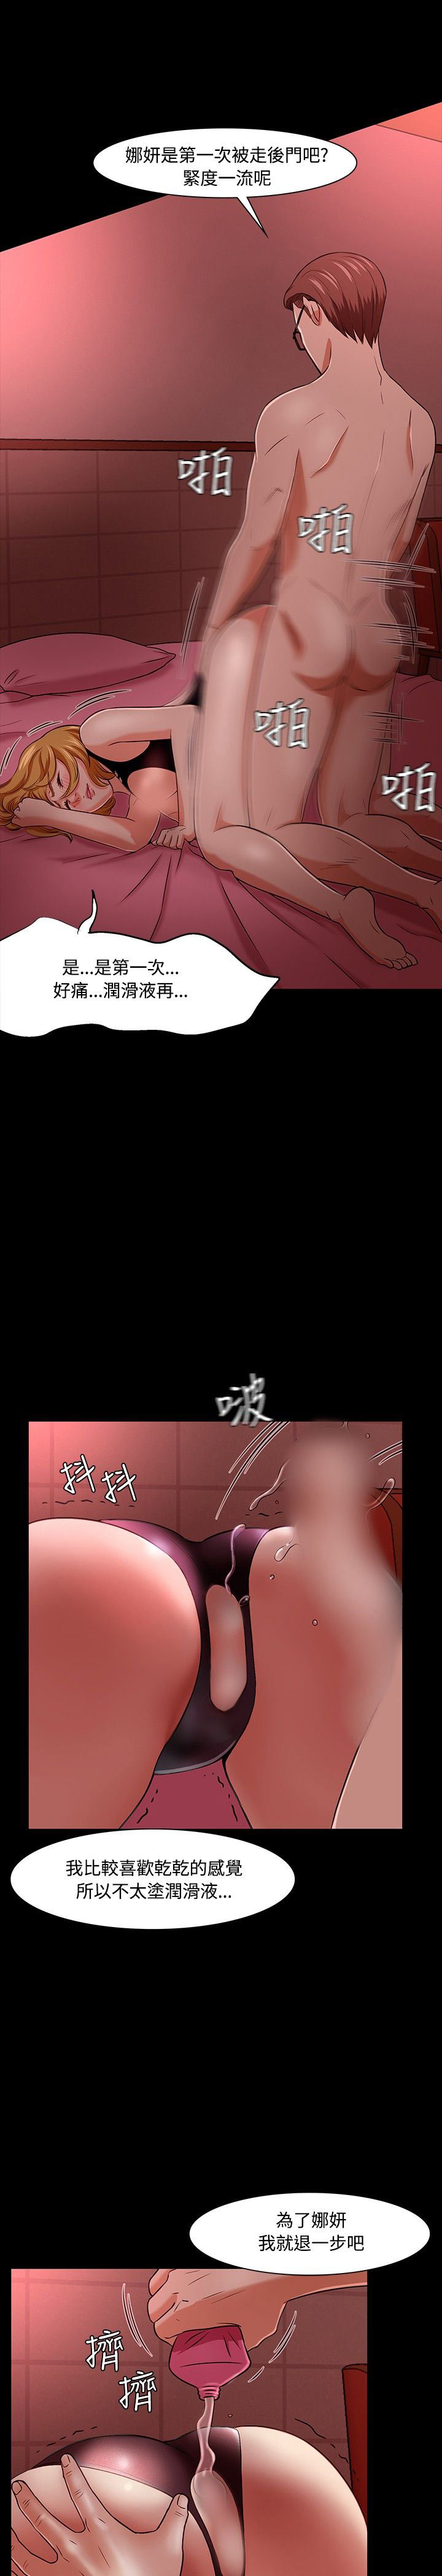 娜妍是第一次被走後門吧?
緊度一流呢
啪
啪
啪
啪
是...是第一次...
好痛...潤滑液再...
啵
抖抖
我比較喜歡乾乾的感覺
所以不太塗潤滑液...
為了娜妍
我就退一步吧
擠
擠